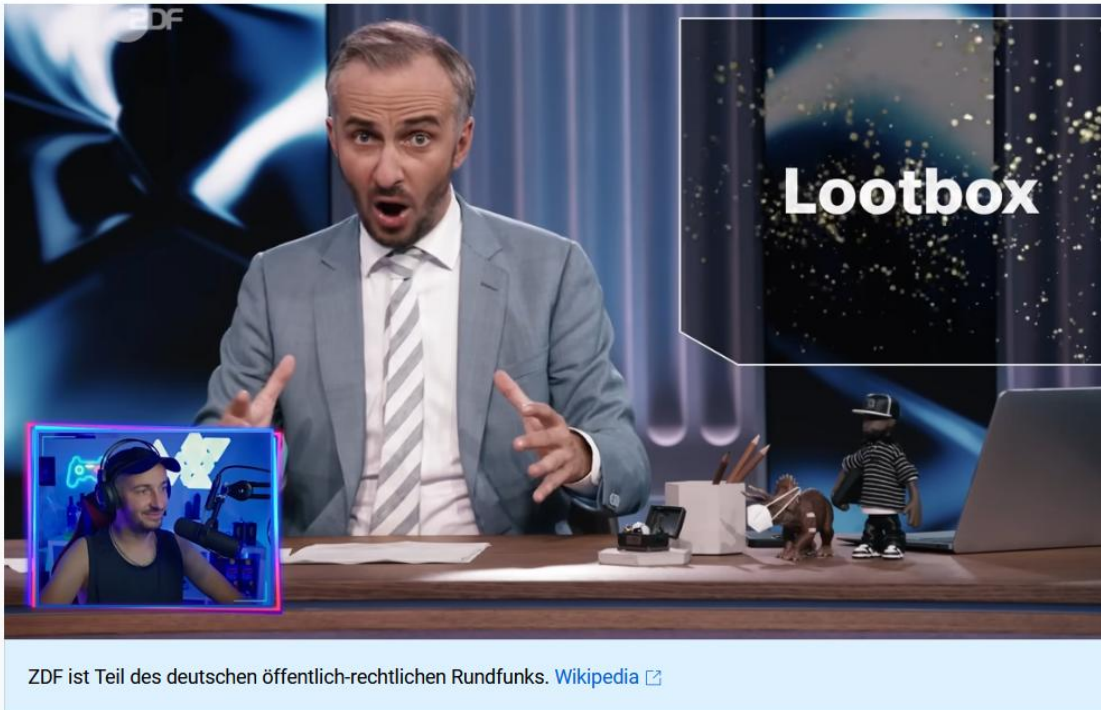 ZDF
Lootbox
ZDF ist Teil des deutschen öffentlich-rechtlichen Rundfunks. Wikipedia